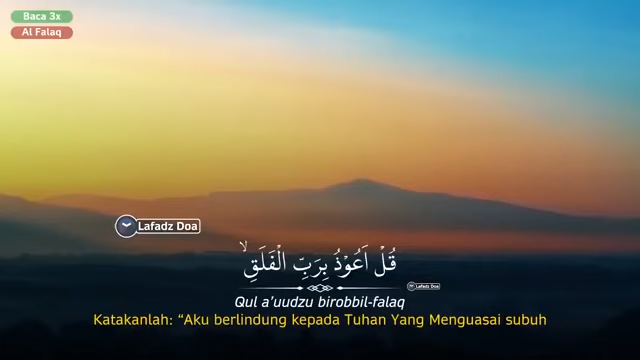 Baca 3x
Al Falaq
Lafadz Doa
قُلْ اَعُوْذُ بِرَبِّ الْفَلَقِۙ
Lafadz Doa
Qul a'uudzu birobbil-falaq
Katakanlah: “Aku berlindung kepada Tuhan Yang Menguasai subuh